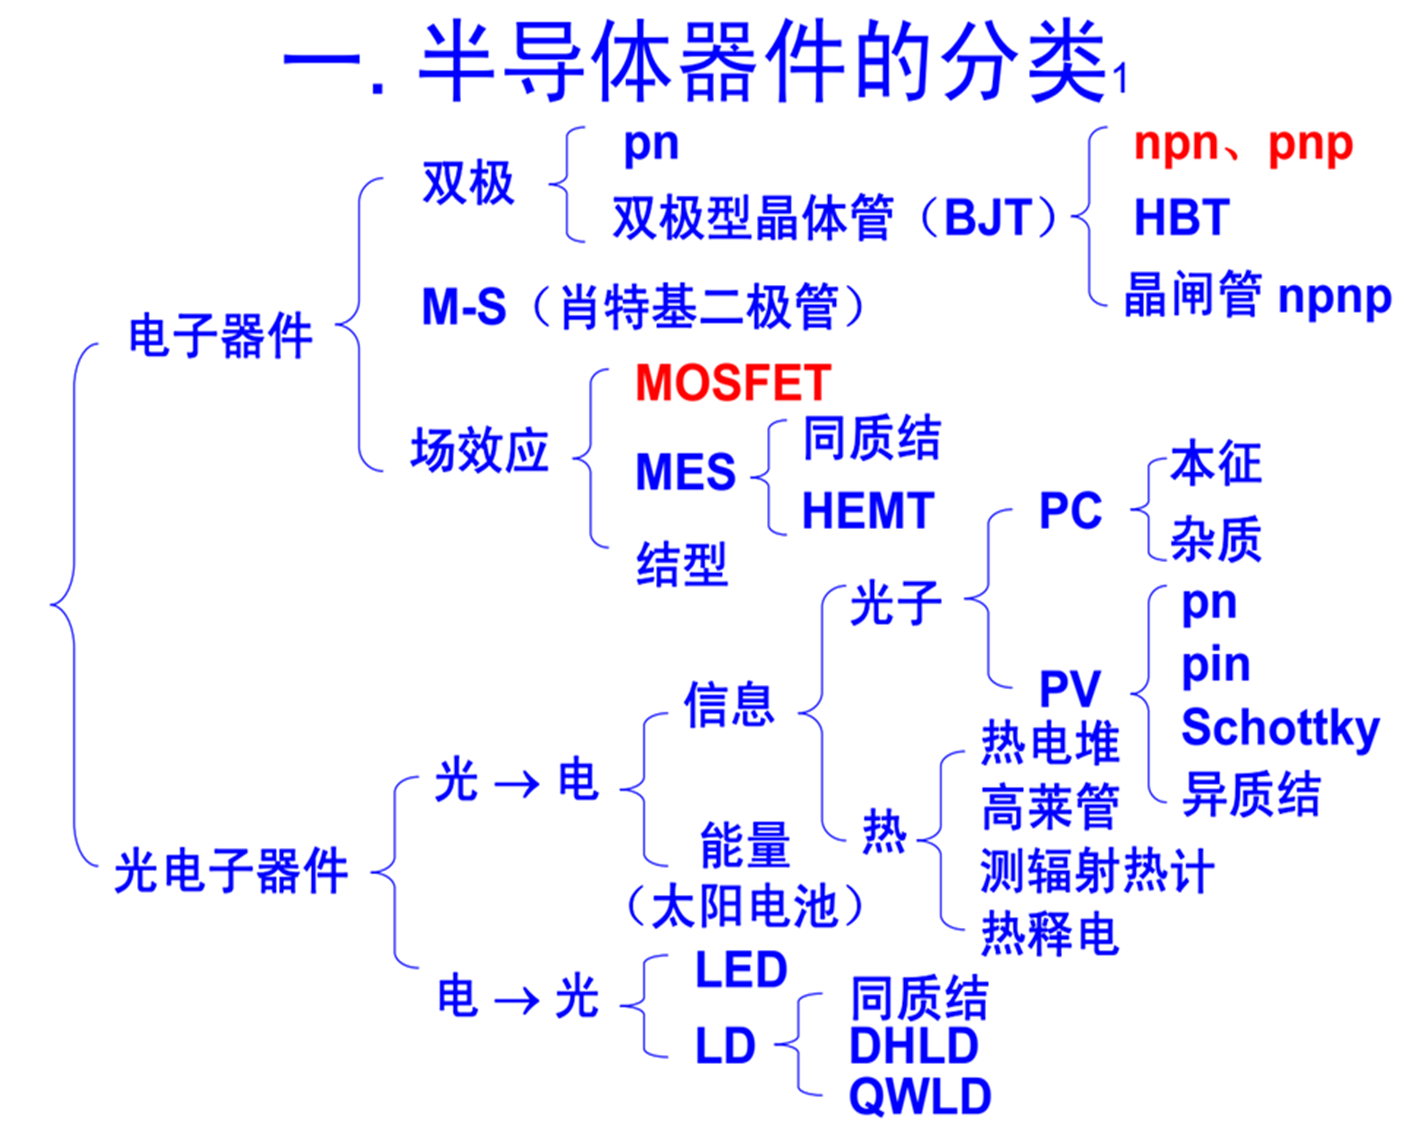 一. 半导体器件的分类1
电子器件
双极
pn
双极型晶体管（BJT）
npn、pnp
HBT
晶闸管 npnp
M-S（肖特基二极管）
场效应
MOSFET
MES
同质结
HEMT
结型
光电子器件
光→电
信息
光子
PC
本征
杂质
PV
pn
pin
Schottky
异质结
热
热电堆
高莱管
测辐射热计
热释电
能量
（太阳电池）
电→光
LED
LD
同质结
DHLD
QWLD